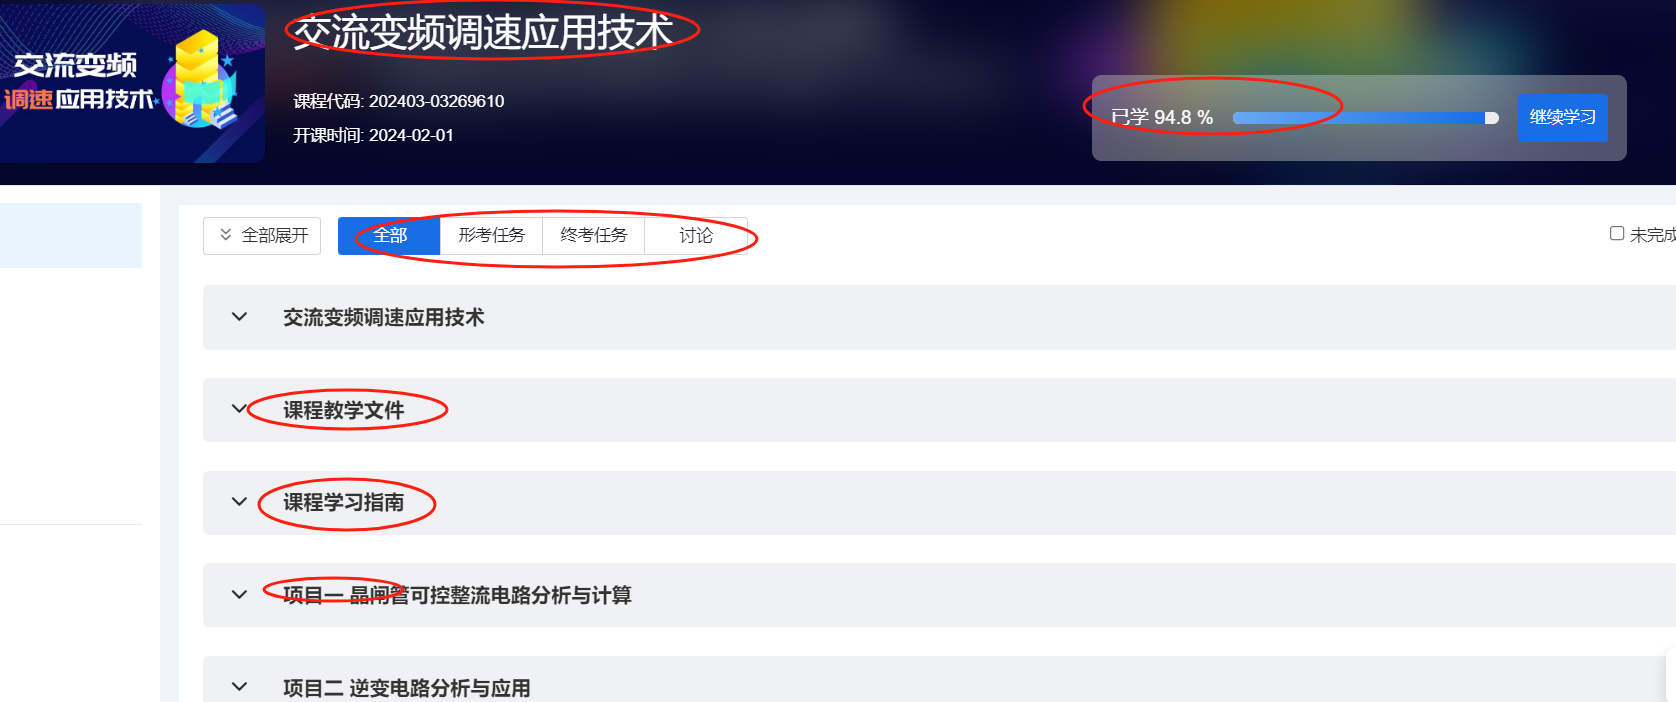 交流变频
调速应用技术
交流变频调速应用技术
课程代码: 202403-03269610
开课时间: 2024-02-01
已学 94.8 %
继续学习
全部展开
全部
形考任务
终考任务
讨论
未完成
交流变频调速应用技术
课程教学文件
课程学习指南
项目一 晶闸管可控整流电路分析与计算
项目二 逆变电路分析与应用